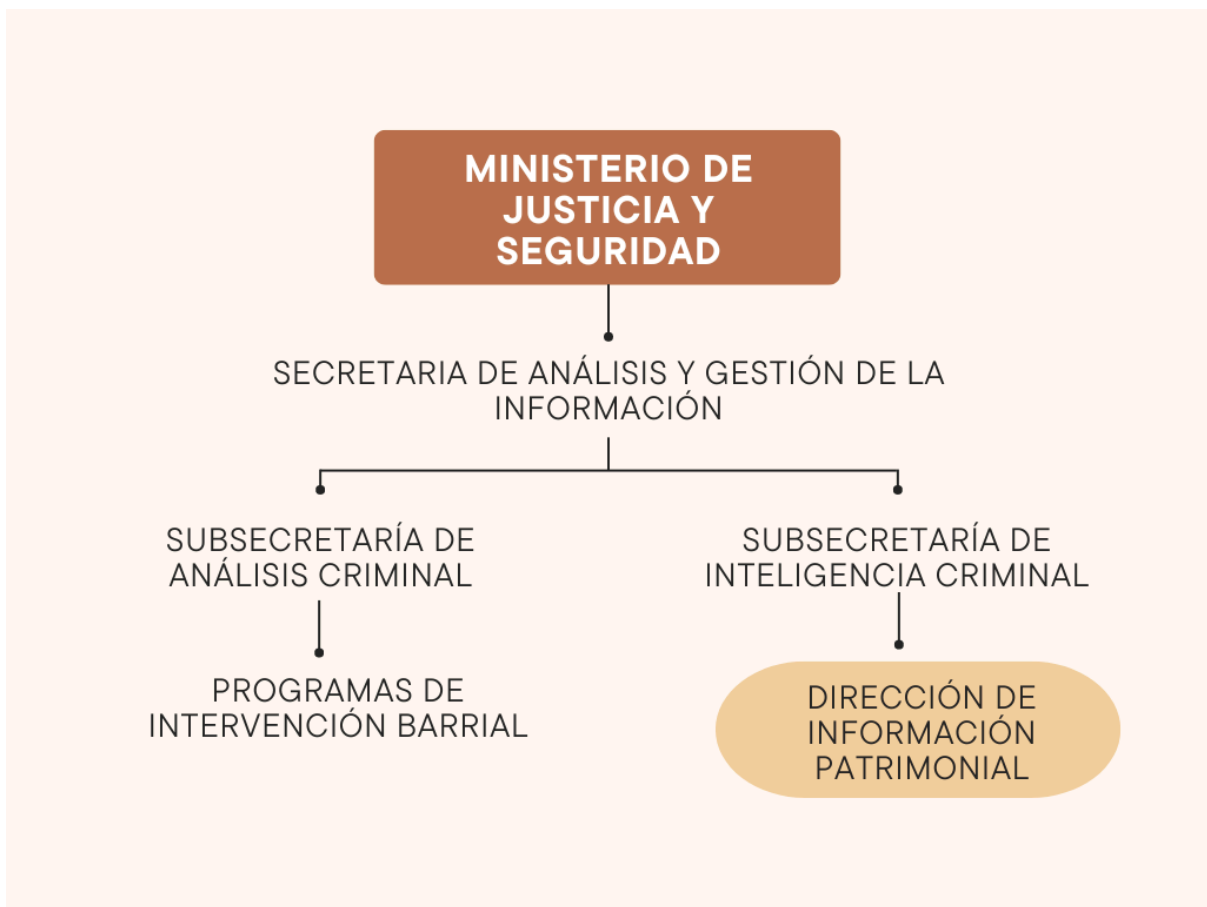 MINISTERIO DE
JUSTICIA Y
SEGURIDAD
SECRETARIA DE ANÁLISIS Y GESTIÓN DE LA
INFORMACIÓN
SUBSECRETARÍA DE
ANÁLISIS CRIMINAL
SUBSECRETARÍA DE
INTELIGENCIA CRIMINAL
PROGRAMAS DE
INTERVENCIÓN BARRIAL
DIRECCIÓN DE
INFORMACIÓN
PATRIMONIAL